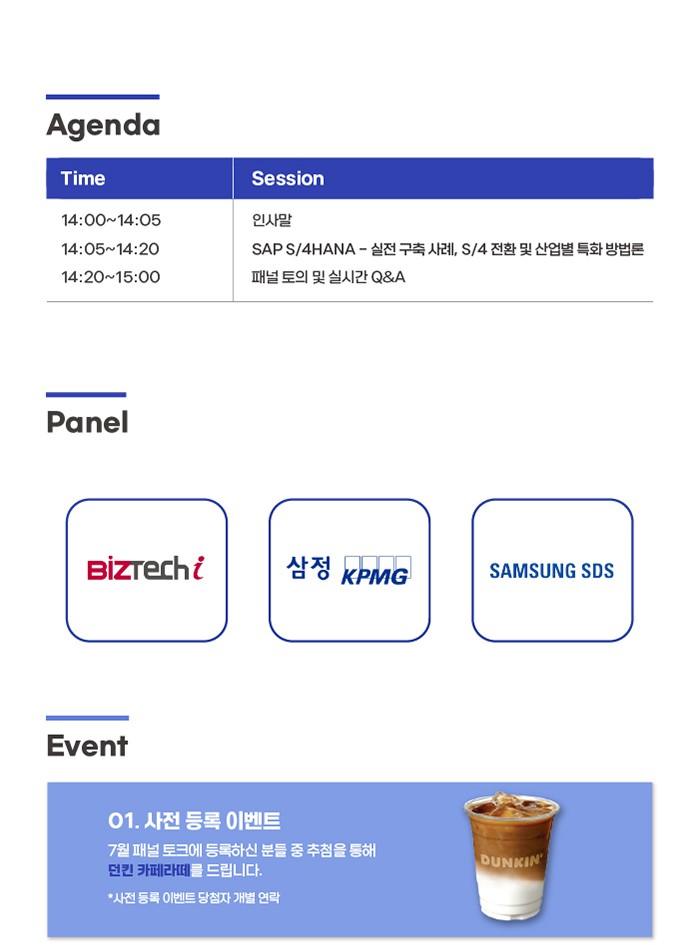 Agenda
Time Session
14:00~14:05 인사말
14:05~14:20 SAP S/4HANA – 실전 구축 사례, S/4 전환 및 산업별 특화 방법론
14:20~15:00 패널 토의 및 실시간 Q&A
Panel
BizTech i
삼정 KPMG
SAMSUNG SDS
Event
01. 사전 등록 이벤트
7월 패널 토크에 등록하신 분들 중 추첨을 통해
던킨 카페라떼를 드립니다.
*사전 등록 이벤트 당첨자 개별 연락
DUNKIN'